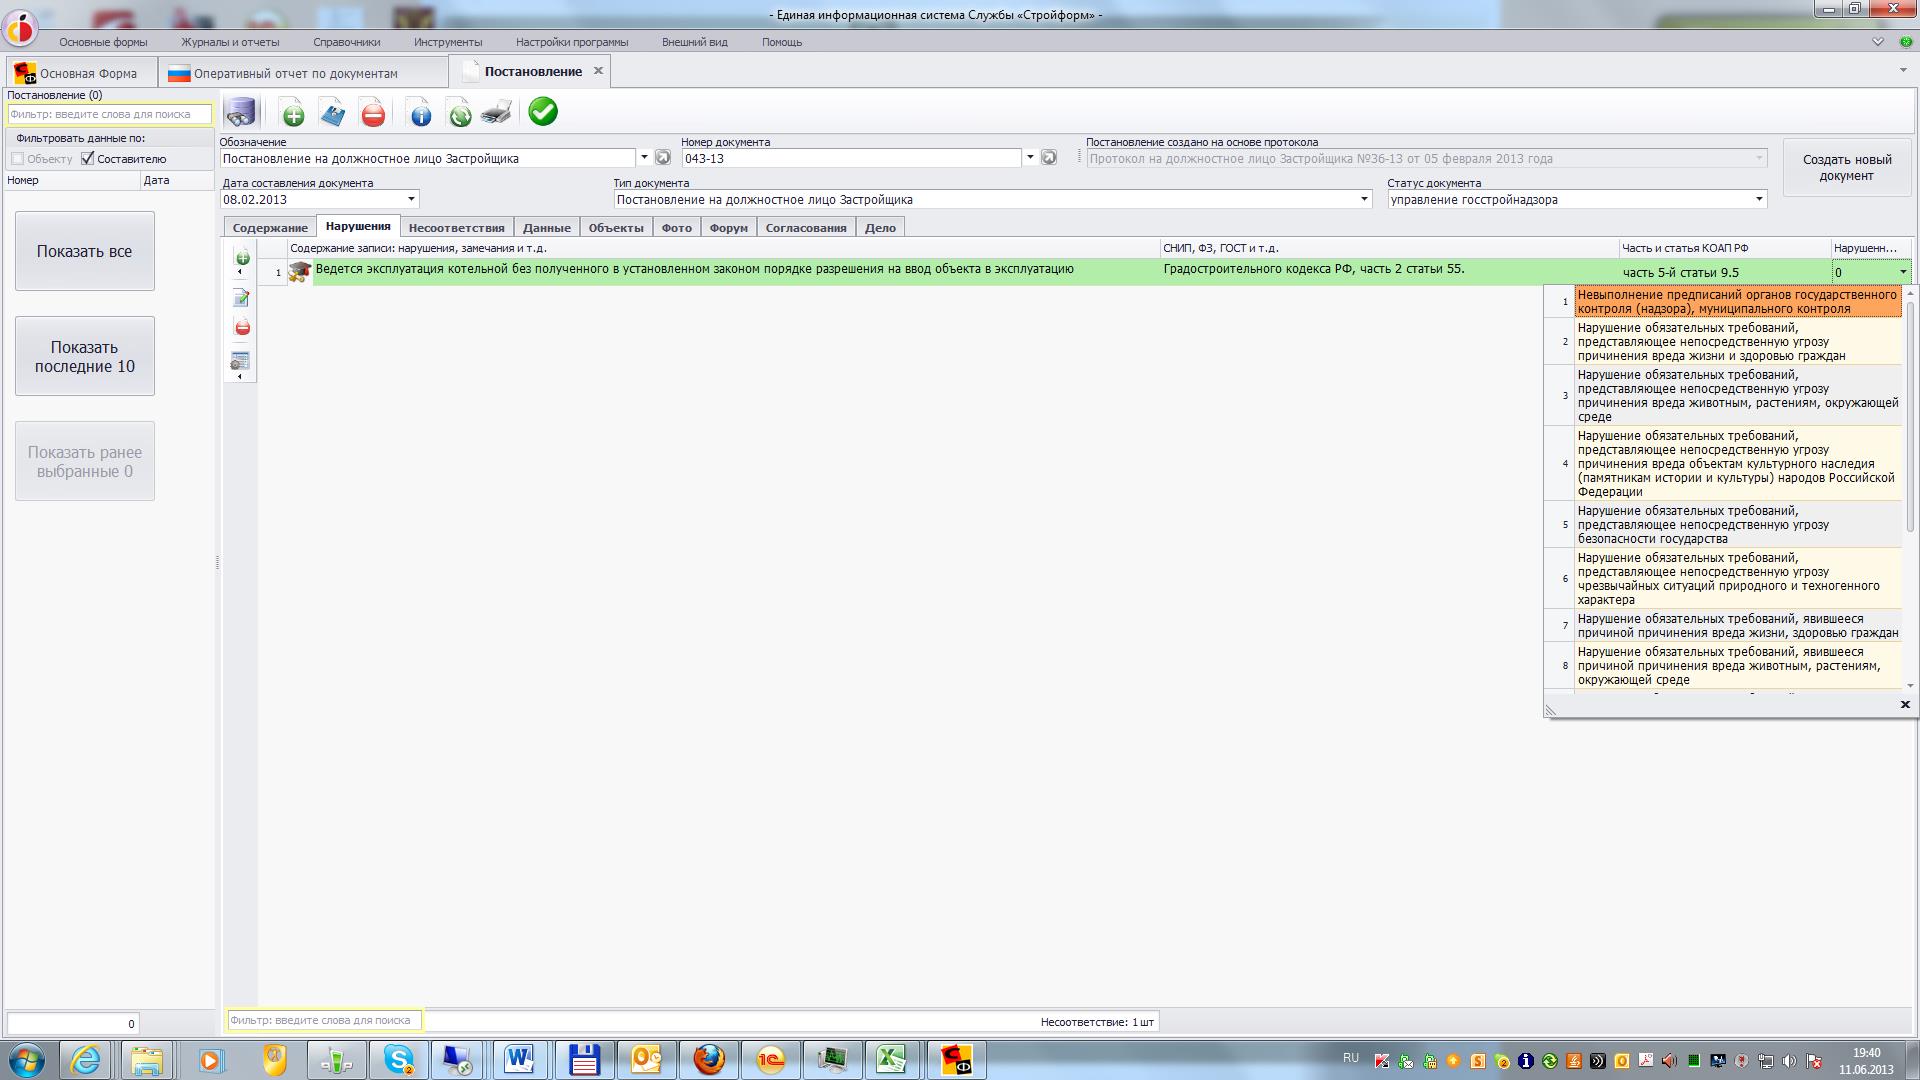 - Единая информационная система Службы «Стройформ» -
Основные формы Журналы и отчеты Справочники Инструменты Настройки программы Внешний вид Помощь
Основная Форма Оперативный отчет по документам Постановление
Постановление (0)
Фильтр: введите слова для поиска
Фильтровать данные по:
Объекту Составителю
Номер Дата
Показать все
Показать
последние 10
Показать ранее
выбранные 0
0
Обозначение Номер документа Постановление создано на основе протокола
Постановление на должностное лицо Застройщика 043-13 Протокол на должностное лицо Застройщика №36-13 от 05 февраля 2013 года
Создать новый
документ
Дата составления документа Тип документа Статус документа
08.02.2013 Постановление на должностное лицо Застройщика управление госстройнадзора
Содержание Нарушения Несоответствия Данные Объекты Фото Форум Согласования Дело
Содержание записи: нарушения, замечания и т.д. СНИП, ФЗ, ГОСТ и т.д. Часть и статья КОАП РФ Нарушенн...
1 Ведется эксплуатация котельной без полученного в установленном законом порядке разрешения на ввод объекта в эксплуатацию Градостроительного кодекса РФ, часть 2 статьи 55. часть 5-й статьи 9.5 0
1 Невыполнение предписаний органов государственного
контроля (надзора), муниципального контроля
2 Нарушение обязательных требований,
представляющее непосредственную угрозу
причинения вреда жизни и здоровью граждан
3 Нарушение обязательных требований,
представляющее непосредственную угрозу
причинения вреда животным, растениям, окружающей
среде
4 Нарушение обязательных требований,
представляющее непосредственную угрозу
причинения вреда объектам культурного наследия
(памятникам истории и культуры) народов Российской
Федерации
5 Нарушение обязательных требований,
представляющее непосредственную угрозу
безопасности государства
6 Нарушение обязательных требований,
представляющее непосредственную угрозу
чрезвычайных ситуаций природного и техногенного
характера
7 Нарушение обязательных требований, явившееся
причиной причинения вреда жизни, здоровью граждан
8 Нарушение обязательных требований, явившееся
причиной причинения вреда животным, растениям,
окружающей среде
Фильтр: введите слова для поиска Несоответствие: 1 шт
RU 19:40
11.06.2013